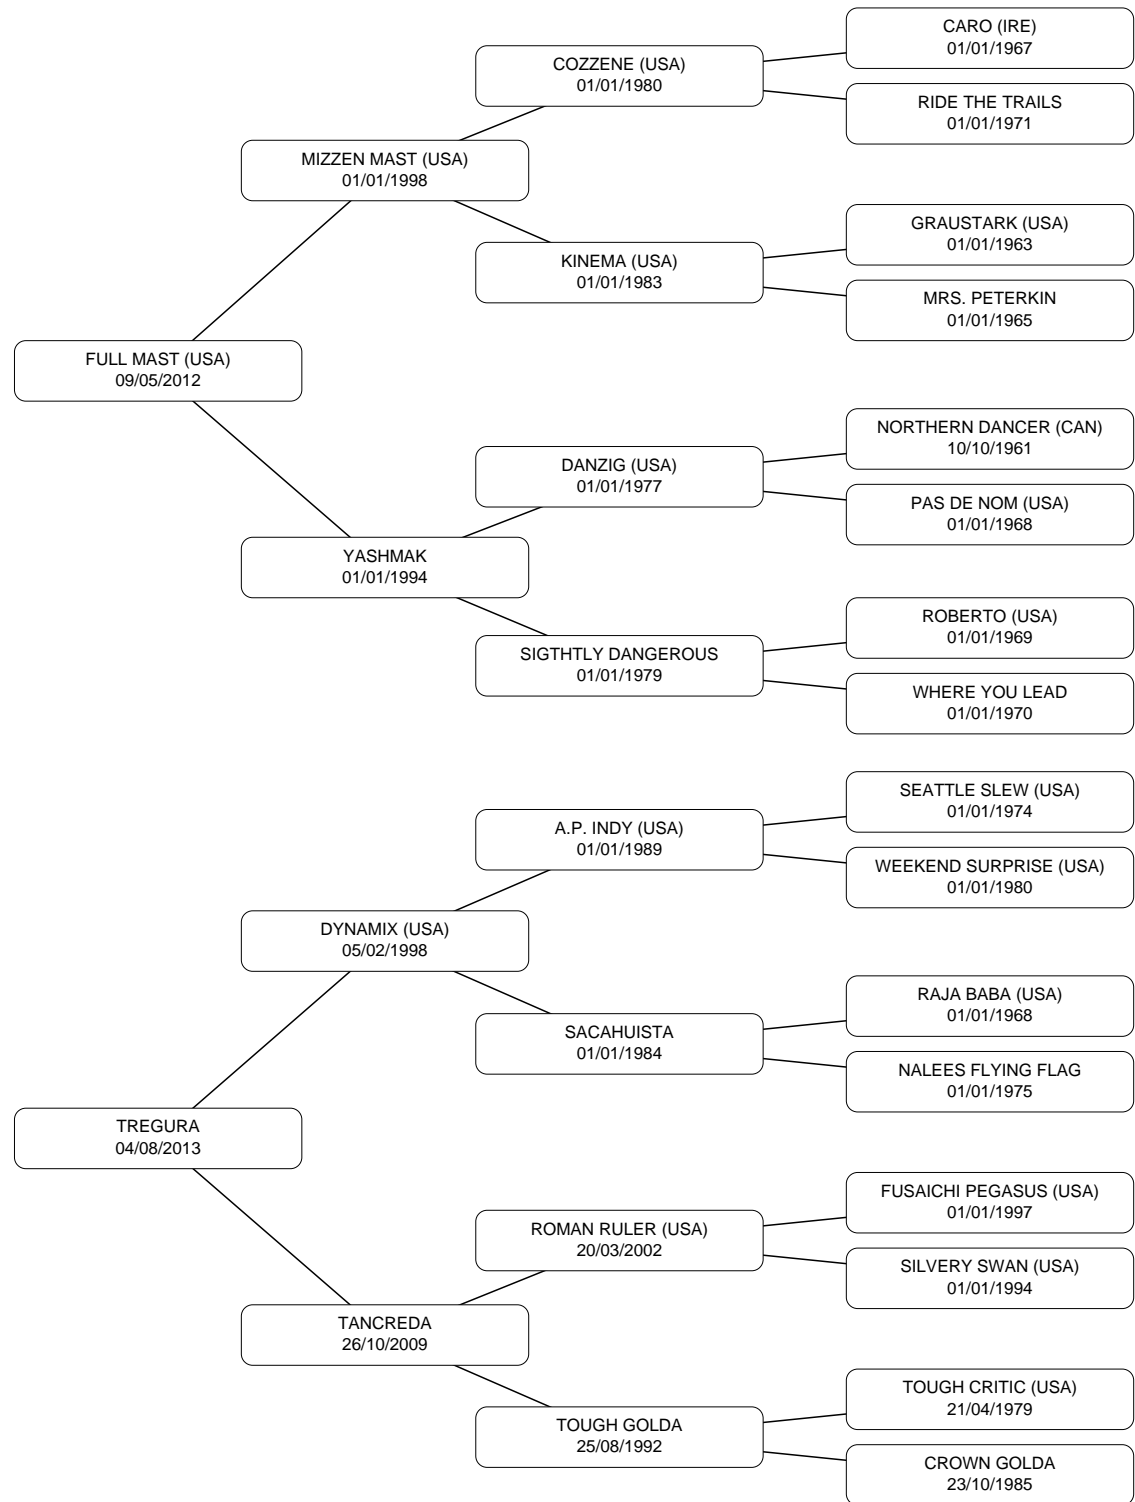 CARO (IRE)
01/01/1967
COZZENE (USA)
01/01/1980
RIDE THE TRAILS
01/01/1971
MIZZEN MAST (USA)
01/01/1998
GRAUSTARK (USA)
01/01/1963
KINEMA (USA)
01/01/1983
MRS. PETERKIN
01/01/1965
FULL MAST (USA)
09/05/2012
NORTHERN DANCER (CAN)
10/10/1961
DANZIG (USA)
01/01/1977
PAS DE NOM (USA)
01/01/1968
YASHMAK
01/01/1994
ROBERTO (USA)
01/01/1969
SIGTHTLY DANGEROUS
01/01/1979
WHERE YOU LEAD
01/01/1970
SEATTLE SLEW (USA)
01/01/1974
A.P. INDY (USA)
01/01/1989
WEEKEND SURPRISE (USA)
01/01/1980
DYNAMIX (USA)
05/02/1998
RAJA BABA (USA)
01/01/1968
SACAHUISTA
01/01/1984
NALEES FLYING FLAG
01/01/1975
TREGURA
04/08/2013
FUSAICHI PEGASUS (USA)
01/01/1997
ROMAN RULER (USA)
20/03/2002
SILVERY SWAN (USA)
01/01/1994
TANCREDA
26/10/2009
TOUGH CRITIC (USA)
21/04/1979
TOUGH GOLDA
25/08/1992
CROWN GOLDA
23/10/1985